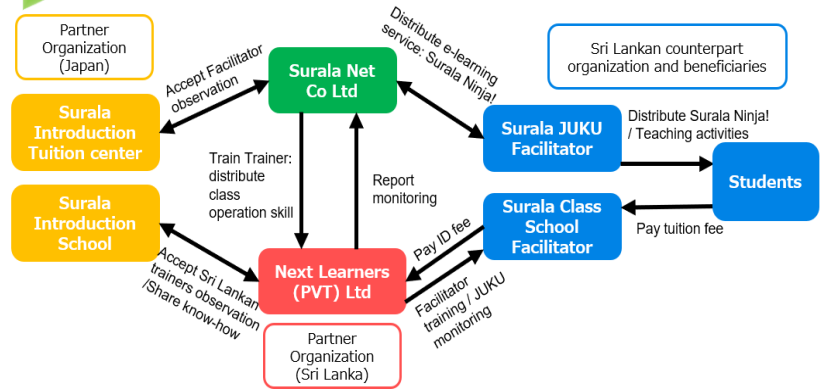 Partner
Organization
(Japan)
Accept Facilitator
observation
Surala Net
Co Ltd
Distribute e-learning
service: Surala Ninja!
Sri Lankan counterpart
organization and beneficiaries
Surala
Introduction
Tuition center
Surala JUKU
Facilitator
Distribute Surala Ninja!
/ Teaching activities
Train Trainer:
distribute
class
operation skill
Report
monitoring
Students
Surala
Introduction
School
Surala Class
School
Facilitator
Pay tuition fee
Accept Sri Lankan
trainers observation
/Share know-how
Next Learners
(PVT) Ltd
Pay ID fee
Facilitator
training / JUKU
monitoring
Partner
Organization
(Sri Lanka)